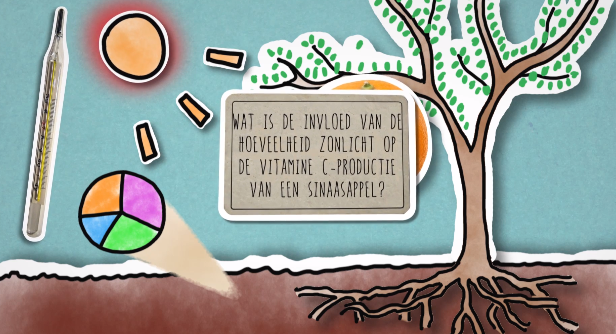 WAT IS DE INVLOED VAN DE
HOEVEELHEID ZONLICHT OP
DE VITAMINE C-PRODUCTIE
VAN EEN SINAASAPPEL?